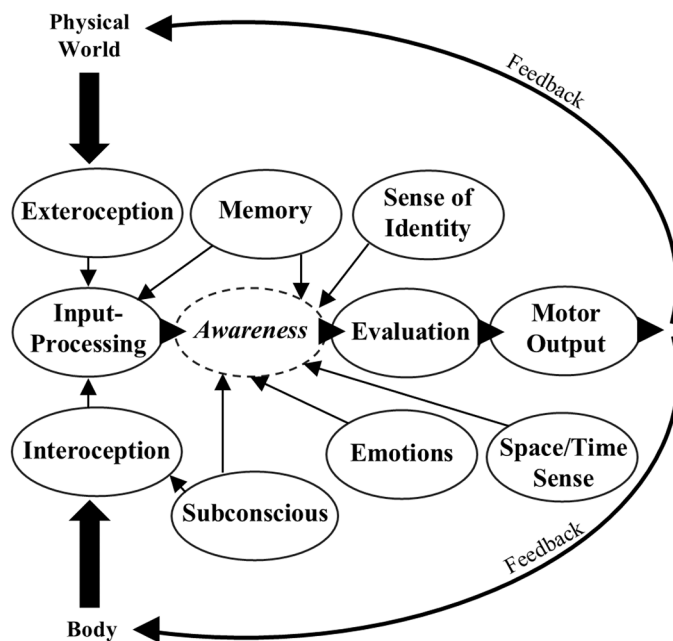 Physical
World
Feedback
Exteroception
Memory
Sense of
Identity
Input-
Processing
Awareness
Evaluation
Motor
Output
Interoception
Subconscious
Emotions
Space/Time
Sense
Feedback
Body